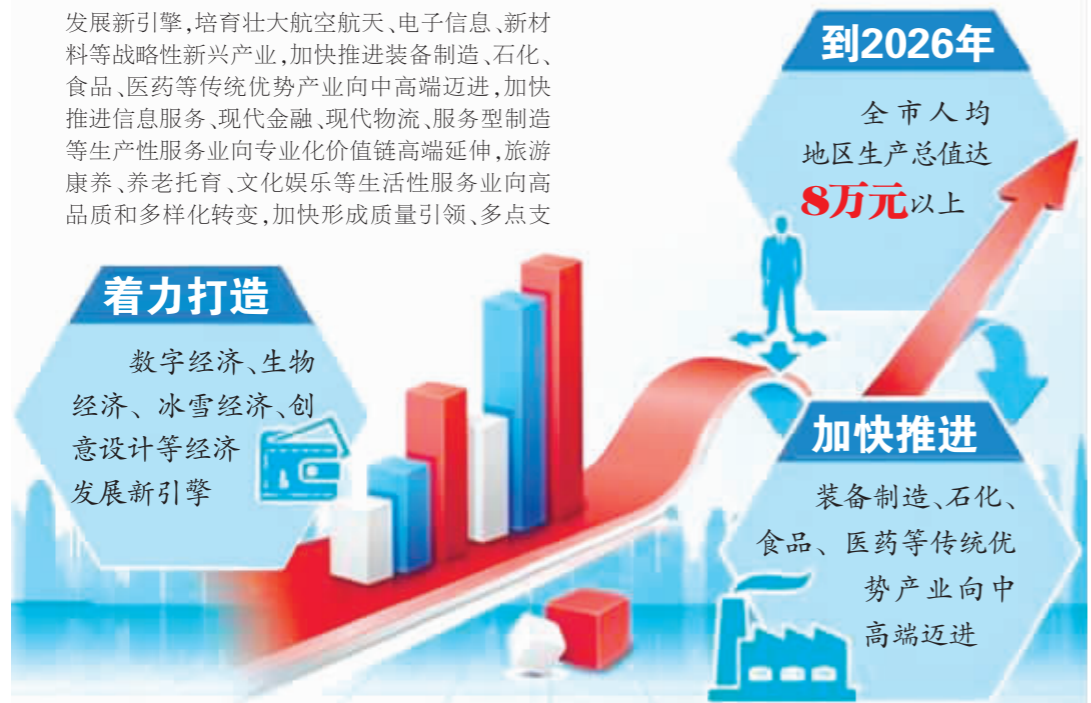 发展新引擎,培育壮大航空航天、电子信息、新材
料等战略性新兴产业,加快推进装备制造、石化、
食品、医药等传统优势产业向中高端迈进,加快
推进信息服务、现代金融、现代物流、服务型制造
等生产性服务业向专业化价值链高端延伸,旅游
康养、养老托育、文化娱乐等生活性服务业向高
品质和多样化转变,加快形成质量引领、多点支
到2026年
全市人均
地区生产总值达
8万元以上
着力打造
数字经济、生物
经济、冰雪经济、创
意设计等经济
发展新引擎
加快推进
装备制造、石化、
食品、医药等传统优
势产业向中
高端迈进